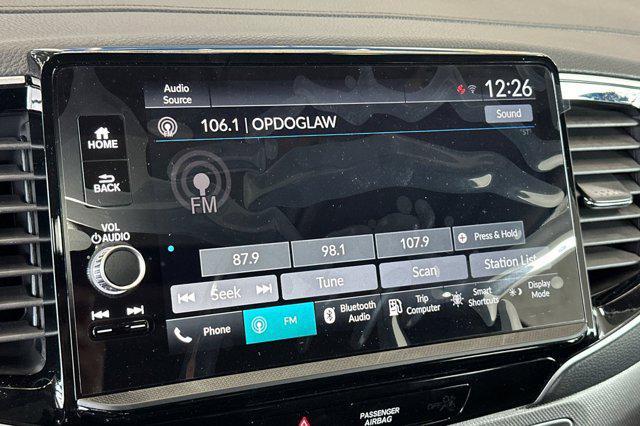 Audio Source
12:26
106.1 | OPDOGLAW
Sound
ST
HOME
BACK
FM
VOL
AUDIO
87.9
98.1
107.9
Press & Hold
Seek
Tune
Scan
Station List
Phone
FM
Bluetooth Audio
Trip Computer
Smart Shortcuts
Display Mode
PASSENGER AIRBAG